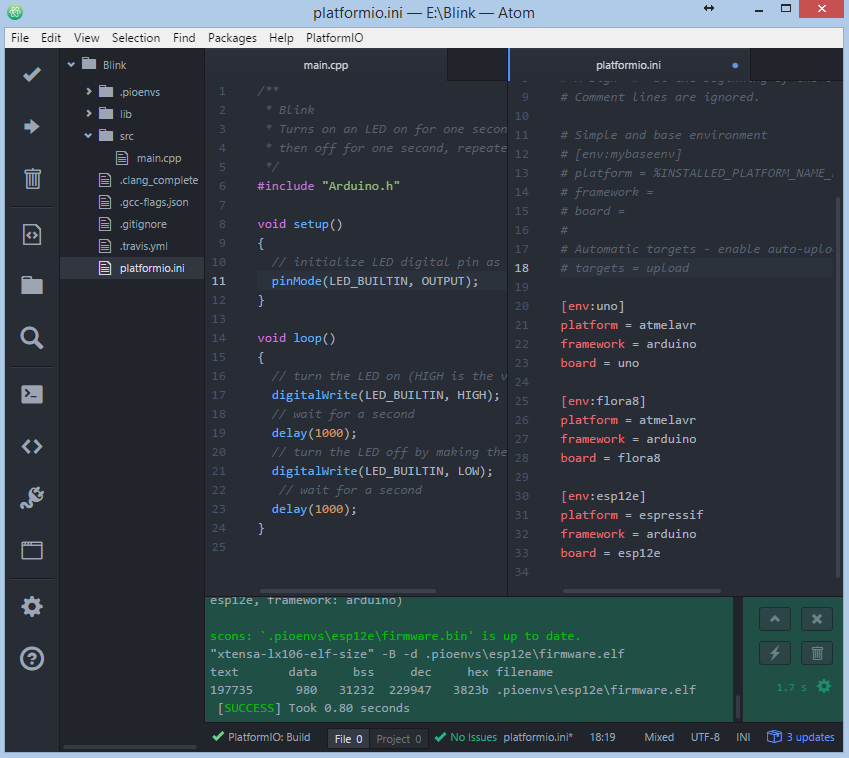 platformio.ini — E:\Blink — Atom
File Edit View Selection Find Packages Help PlatformIO
Blink
.pioenvs
lib
src
main.cpp
.clang_complete
.gcc-flags.json
.gitignore
.travis.yml
platformio.ini
main.cpp
1 /**
2 * Blink
3 * Turns on an LED on for one secon
4 * then off for one second, repeate
5 */
6 #include "Arduino.h"
7
8 void setup()
9 {
10 // initialize LED digital pin as
11 pinMode(LED_BUILTIN, OUTPUT);
12 }
13
14 void loop()
15 {
16 // turn the LED on (HIGH is the v
17 digitalWrite(LED_BUILTIN, HIGH);
18 // wait for a second
19 delay(1000);
20 // turn the LED off by making the
21 digitalWrite(LED_BUILTIN, LOW);
22 // wait for a second
23 delay(1000);
24 }
25
platformio.ini
9 # Comment lines are ignored.
10
11 # Simple and base environment
12 # [env:mybaseenv]
13 # platform = %INSTALLED_PLATFORM_NAME_
14 # framework =
15 # board =
16 #
17 # Automatic targets - enable auto-uplo
18 # targets = upload
19
20 [env:uno]
21 platform = atmelavr
22 framework = arduino
23 board = uno
24
25 [env:flora8]
26 platform = atmelavr
27 framework = arduino
28 board = flora8
29
30 [env:esp12e]
31 platform = espressif
32 framework = arduino
33 board = esp12e
34
esp12e, framework: arduino)
scons: `.pioenvs\esp12e\firmware.bin' is up to date.
"xtensa-lx106-elf-size" -B -d .pioenvs\esp12e\firmware.elf
text data bss dec hex filename
197735 980 31232 229947 3823b .pioenvs\esp12e\firmware.elf
[SUCCESS] Took 0.80 seconds
1.7 s
PlatformIO: Build File 0 Project 0 No Issues platformio.ini* 18:19 Mixed UTF-8 INI 3 updates